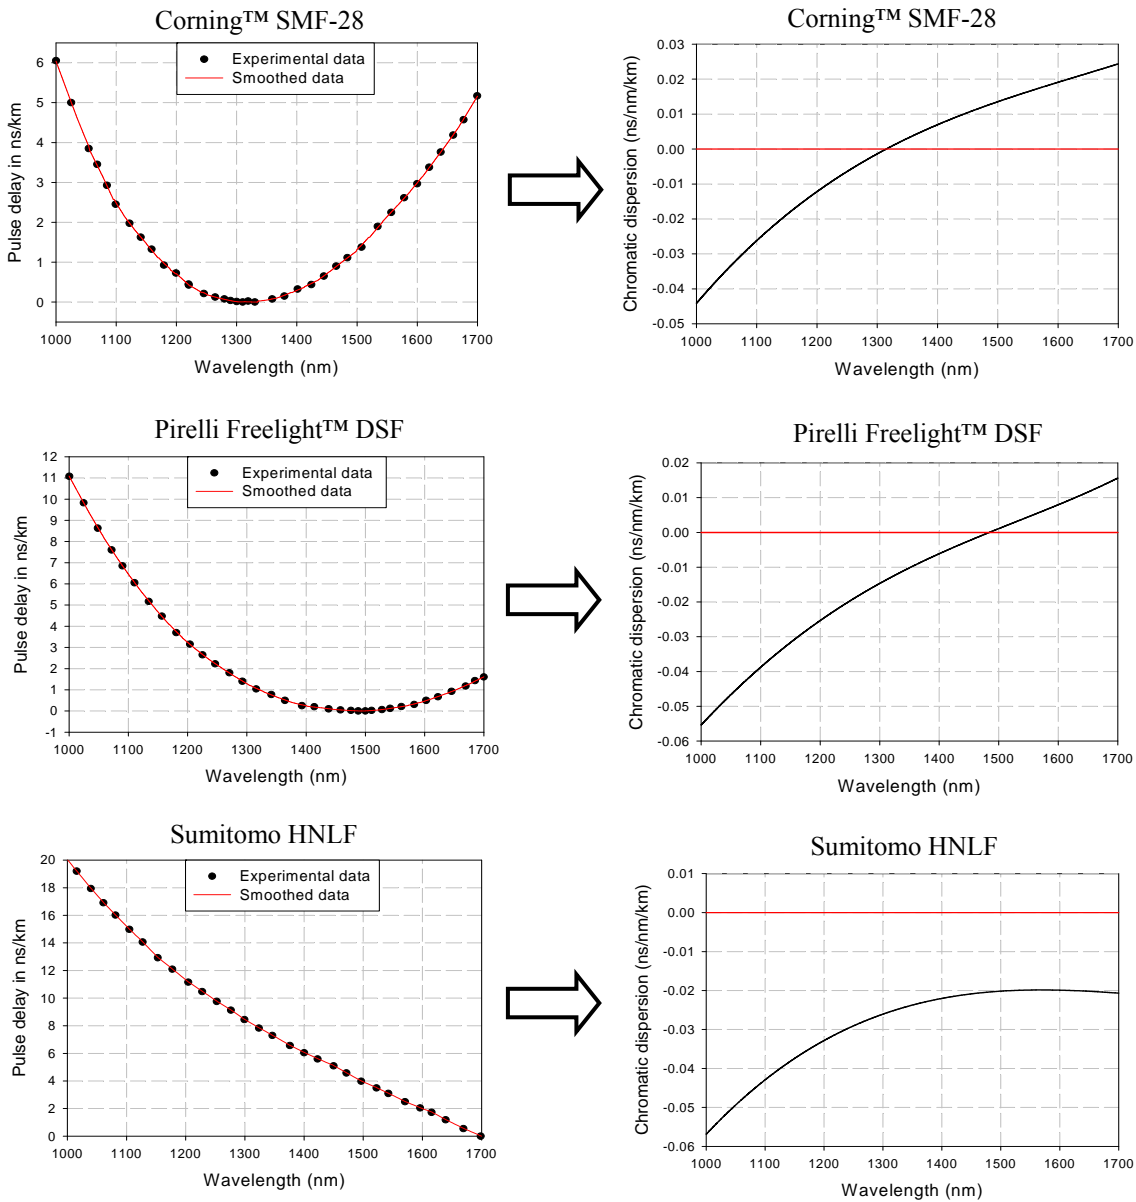 Corning™ SMF-28
Experimental data
Smoothed data
6
5
4
3
2
1
0
Pulse delay in ns/km
1000 1100 1200 1300 1400 1500 1600 1700
Wavelength (nm)
Corning™ SMF-28
0.03
0.02
0.01
0.00
-0.01
-0.02
-0.03
-0.04
-0.05
Chromatic dispersion (ns/nm/km)
1000 1100 1200 1300 1400 1500 1600 1700
Wavelength (nm)
Pirelli Freelight™ DSF
Experimental data
Smoothed data
12
11
10
9
8
7
6
5
4
3
2
1
0
-1
Pulse delay in ns/km
1000 1100 1200 1300 1400 1500 1600 1700
Wavelength (nm)
Pirelli Freelight™ DSF
0.02
0.01
0.00
-0.01
-0.02
-0.03
-0.04
-0.05
-0.06
Chromatic dispersion (ns/nm/km)
1000 1100 1200 1300 1400 1500 1600 1700
Wavelength (nm)
Sumitomo HNLF
Experimental data
Smoothed data
20
18
16
14
12
10
8
6
4
2
0
Pulse delay in ns/km
1000 1100 1200 1300 1400 1500 1600 1700
Wavelength (nm)
Sumitomo HNLF
0.01
0.00
-0.01
-0.02
-0.03
-0.04
-0.05
-0.06
Chromatic dispersion (ns/nm/km)
1000 1100 1200 1300 1400 1500 1600 1700
Wavelength (nm)